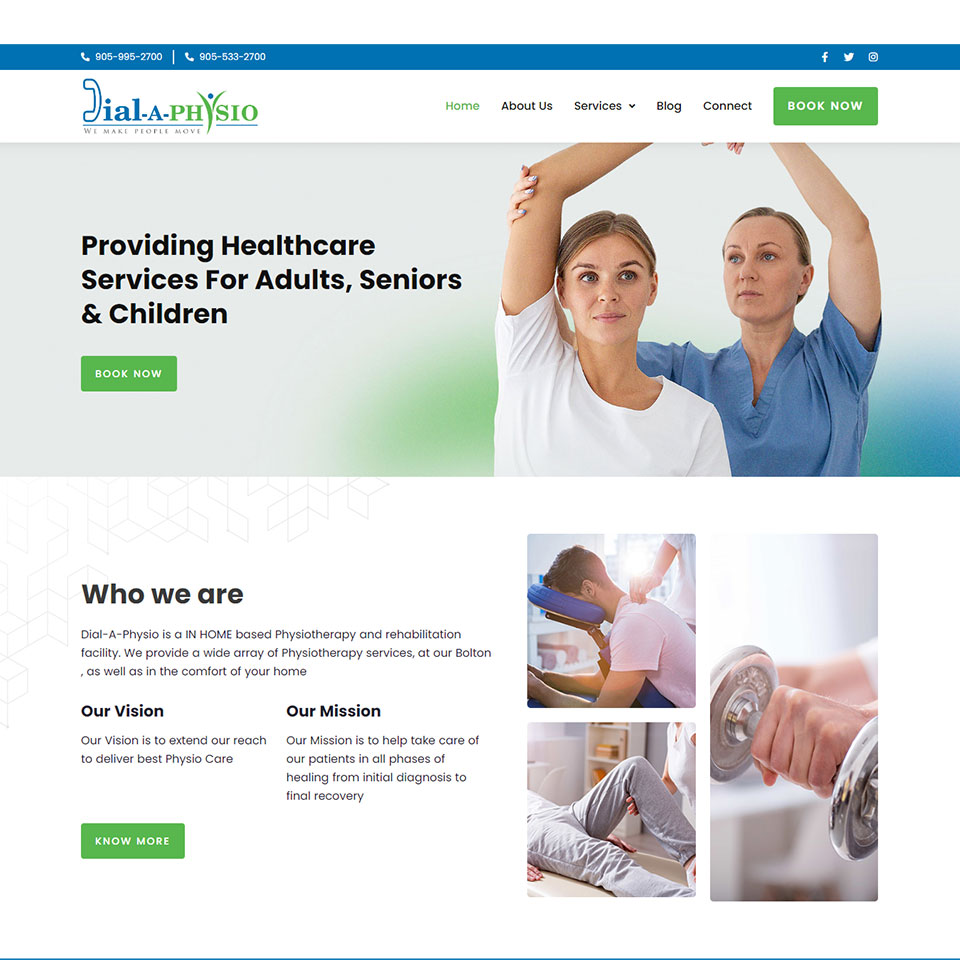 905-995-2700 | 905-533-2700
Dial-A-PHYSIO
WE MAKE PEOPLE MOVE
Home About Us Services Blog Connect BOOK NOW
Providing Healthcare
Services For Adults, Seniors
& Children
BOOK NOW
Who we are
Dial-A-Physio is a IN HOME based Physiotherapy and rehabilitation
facility. We provide a wide array of Physiotherapy services, at our Bolton
, as well as in the comfort of your home
Our Vision
Our Vision is to extend our reach
to deliver best Physio Care
Our Mission
Our Mission is to help take care of
our patients in all phases of
healing from initial diagnosis to
final recovery
KNOW MORE